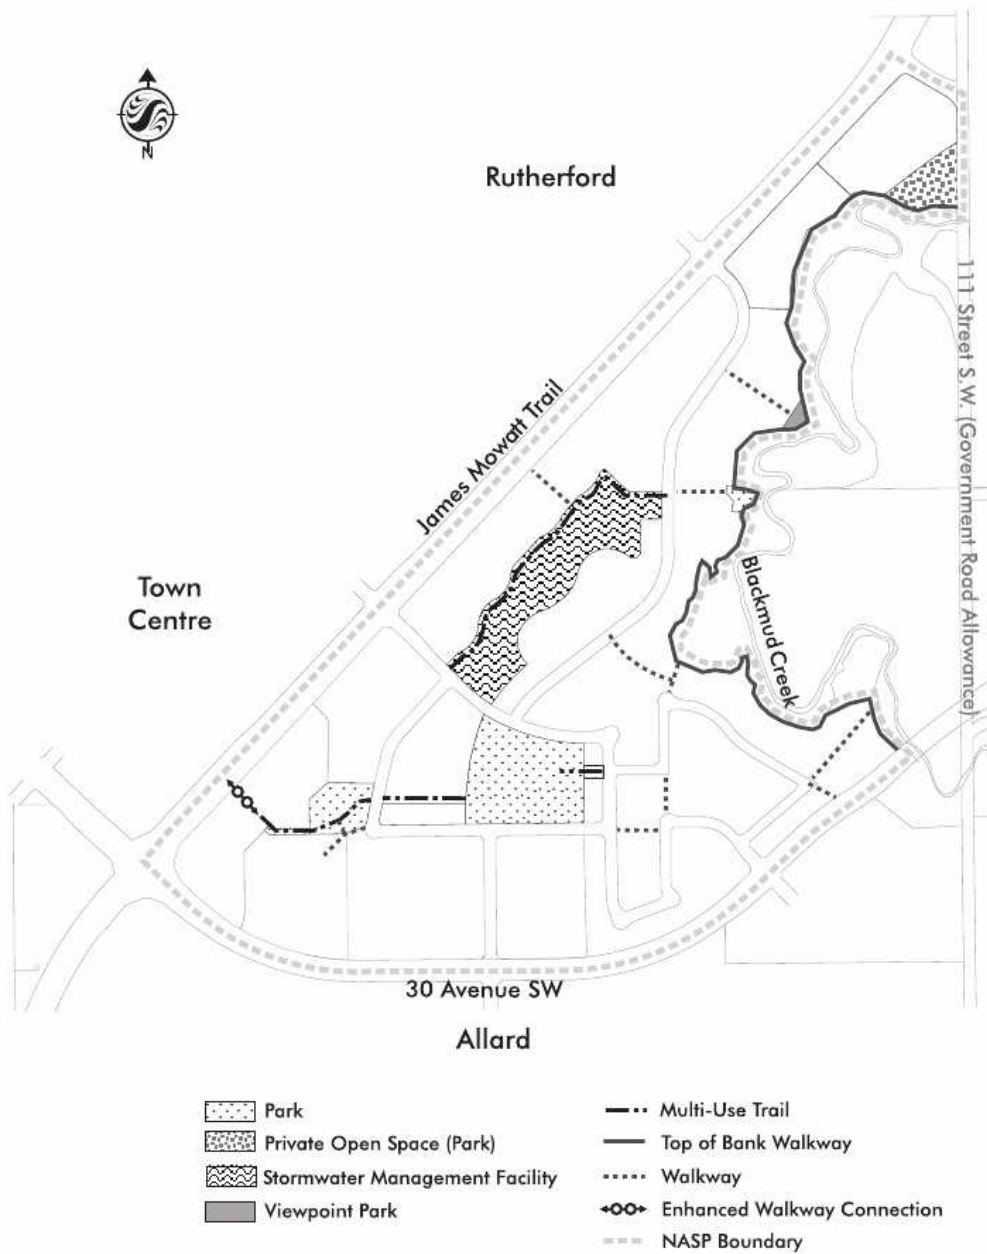 N
Rutherford
111 Street S.W. (Government Road Allowance)
James Mowatt Trail
Town
Centre
Blackmud Creek
30 Avenue SW
Allard
Park
Private Open Space (Park)
Stormwater Management Facility
Viewpoint Park
Multi-Use Trail
Top of Bank Walkway
Walkway
Enhanced Walkway Connection
NASP Boundary